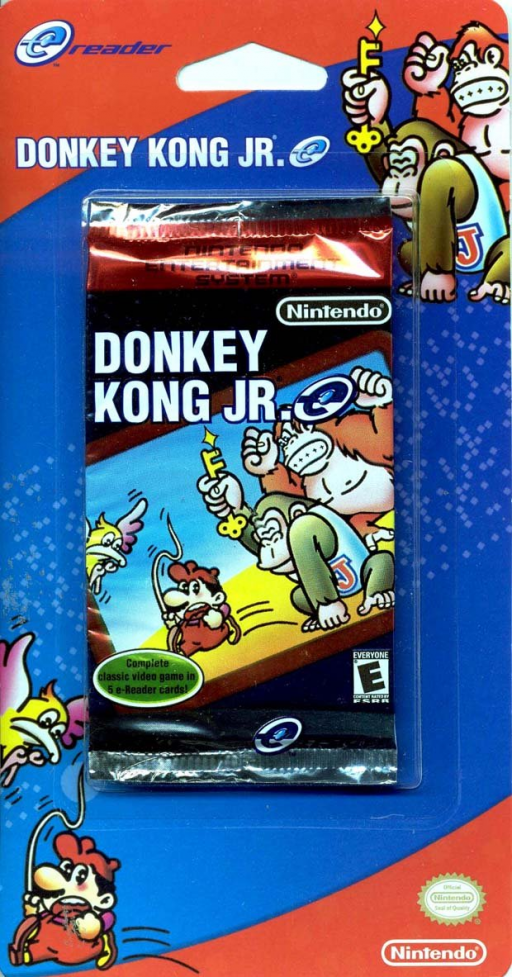 e reader
TM
DONKEY KONG JR. e
J
NINTENDO
ENTERTAINMENT
SYSTEM®
Nintendo®
DONKEY
KONG JR. e
J
Complete
classic video game in
5 e-Reader cards!
EVERYONE
E
CONTENT RATED BY
ESRB
e
Official
Nintendo
Seal of Quality
Nintendo®